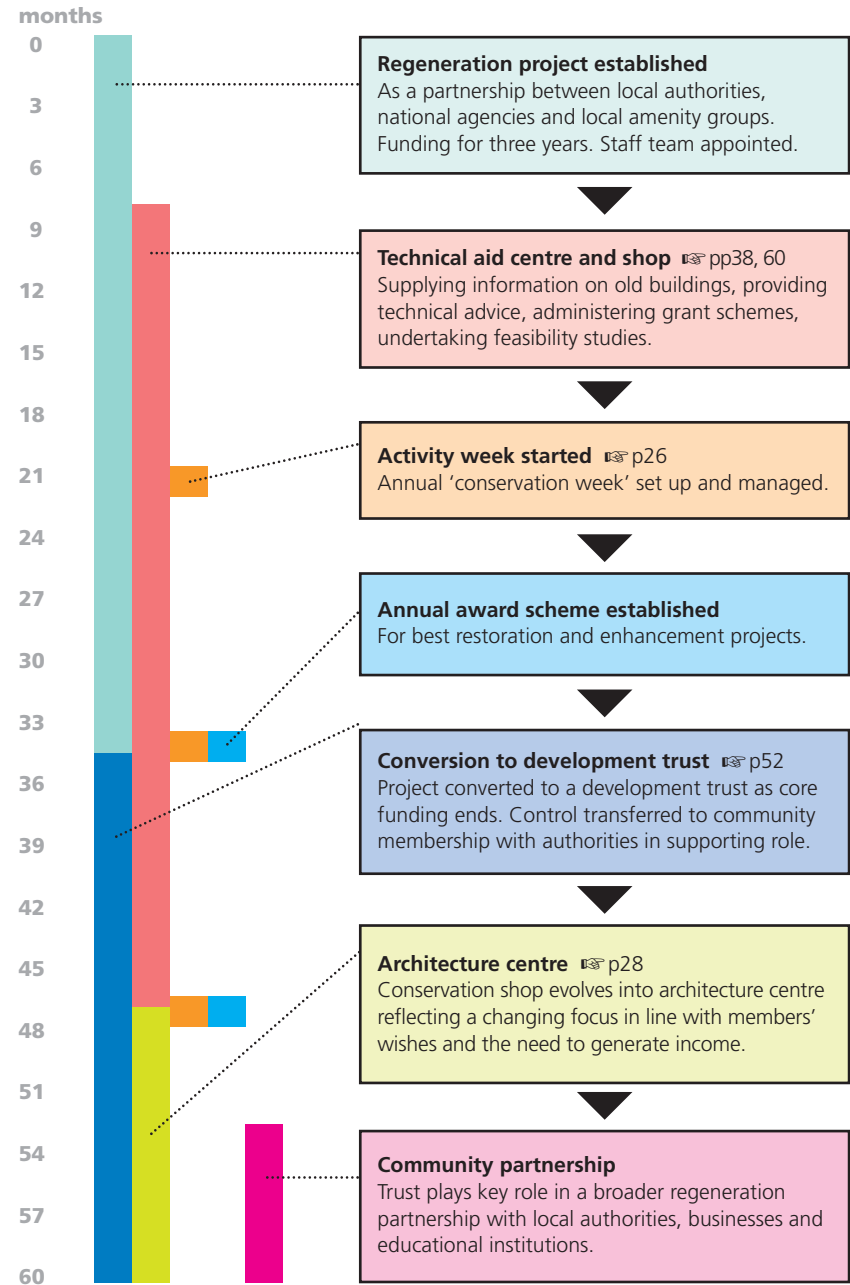 months
0
3
6
9
12
15
18
21
24
27
30
33
36
39
42
45
48
51
54
57
60
Regeneration project established
As a partnership between local authorities,
national agencies and local amenity groups.
Funding for three years. Staff team appointed.
Technical aid centre and shop ☞ pp38, 60
Supplying information on old buildings, providing
technical advice, administering grant schemes,
undertaking feasibility studies.
Activity week started ☞ p26
Annual ‘conservation week’ set up and managed.
Annual award scheme established
For best restoration and enhancement projects.
Conversion to development trust ☞ p52
Project converted to a development trust as core
funding ends. Control transferred to community
membership with authorities in supporting role.
Architecture centre ☞ p28
Conservation shop evolves into architecture centre
reflecting a changing focus in line with members’
wishes and the need to generate income.
Community partnership
Trust plays key role in a broader regeneration
partnership with local authorities, businesses and
educational institutions.